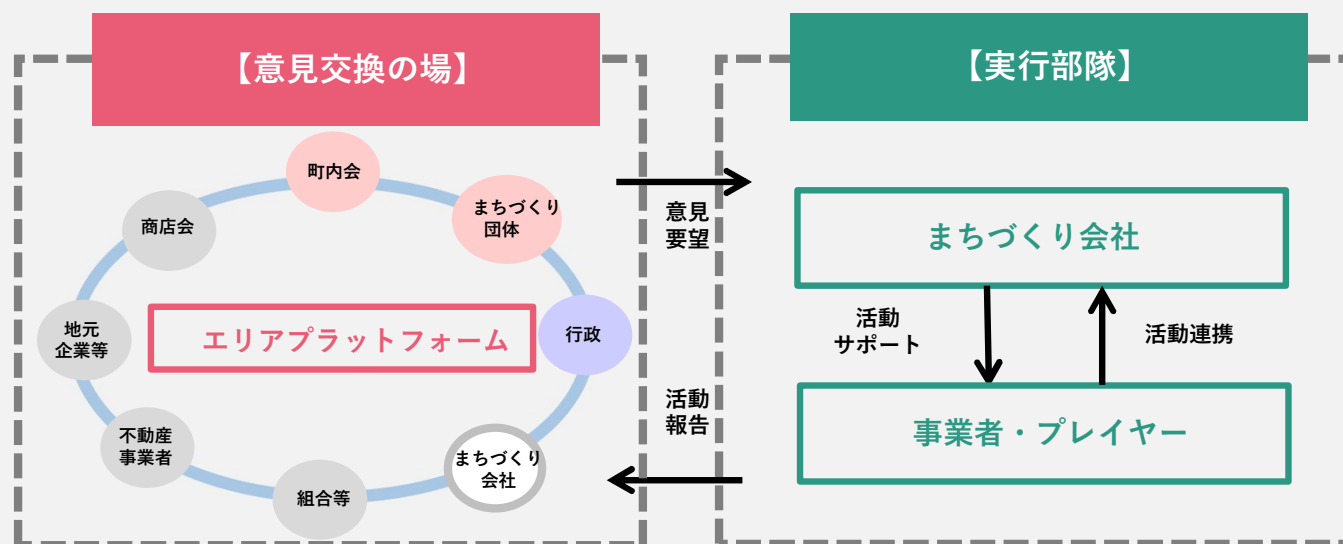 【意見交換の場】
【実行部隊】
町内会
まちづくり
団体
商店会
行政
地元
企業等
エリアプラットフォーム
不動産
事業者
まちづくり
会社
組合等
意見
要望
活動
報告
まちづくり会社
活動
サポート
活動連携
事業者・プレイヤー